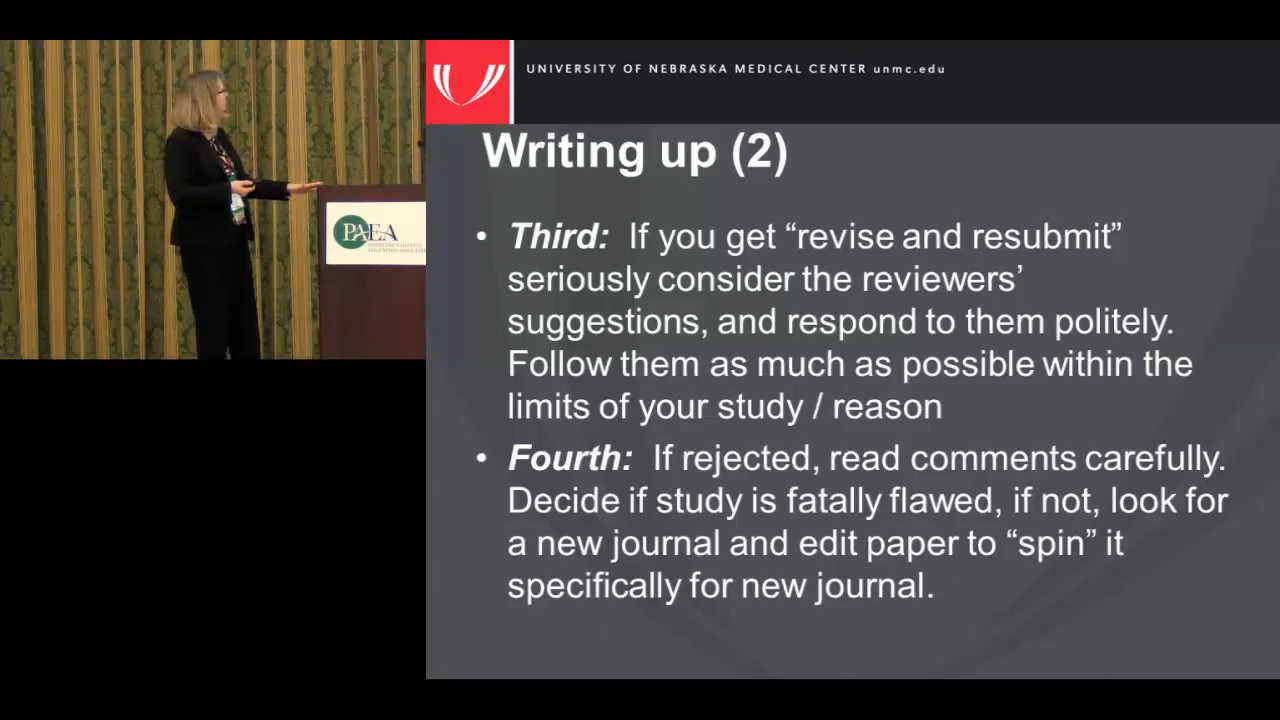 UNIVERSITY OF NEBRASKA MEDICAL CENTER unmc.edu
Writing up (2)
• Third: If you get “revise and resubmit”
seriously consider the reviewers’
suggestions, and respond to them politely.
Follow them as much as possible within the
limits of your study / reason
• Fourth: If rejected, read comments carefully.
Decide if study is fatally flawed, if not, look for
a new journal and edit paper to “spin” it
specifically for new journal.
PAEA